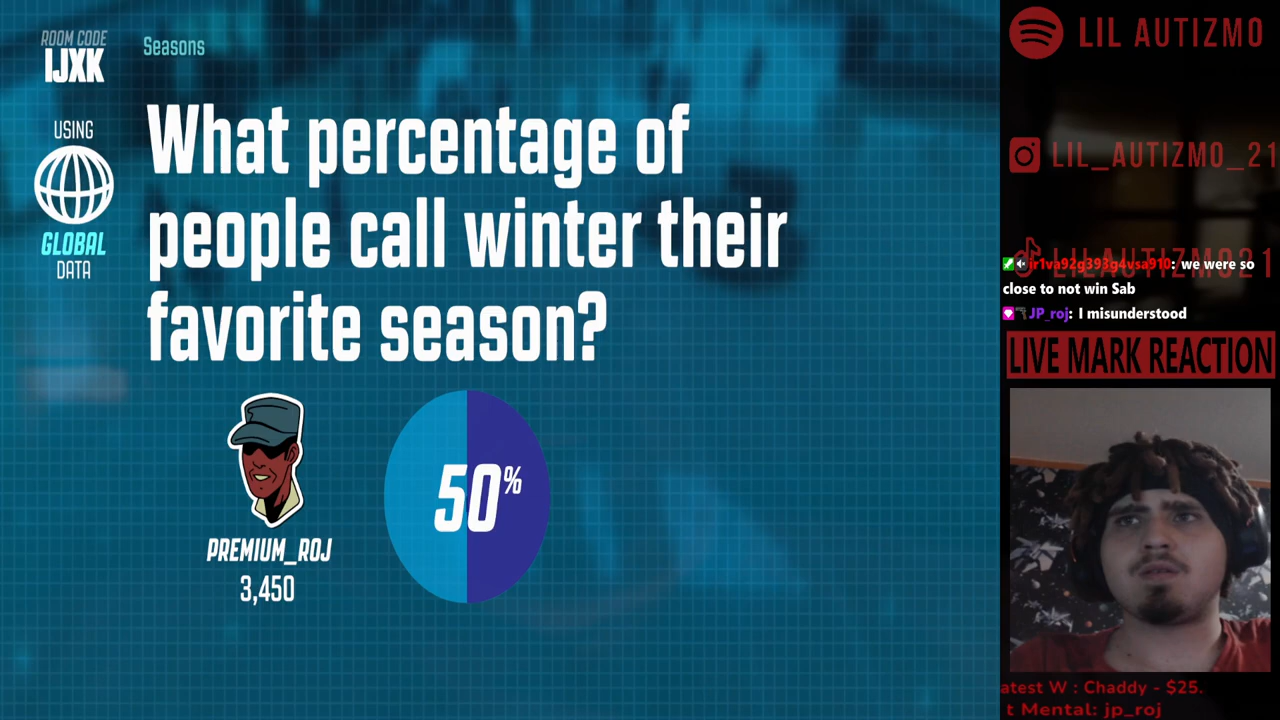 ROOM CODE
IJXK
Seasons
USING
GLOBAL
DATA
What percentage of
people call winter their
favorite season?
50%
PREMIUM_ROJ
3,450
LIL AUTIZMO
LIL_AUTIZMO_21
LILAUTIZMO21
ir1va92g393g4vsa910: we were so
close to not win Sab
JP_roj: I misunderstood
LIVE MARK REACTION
atest W : Chaddy - $25.
t Mental: jp_roj